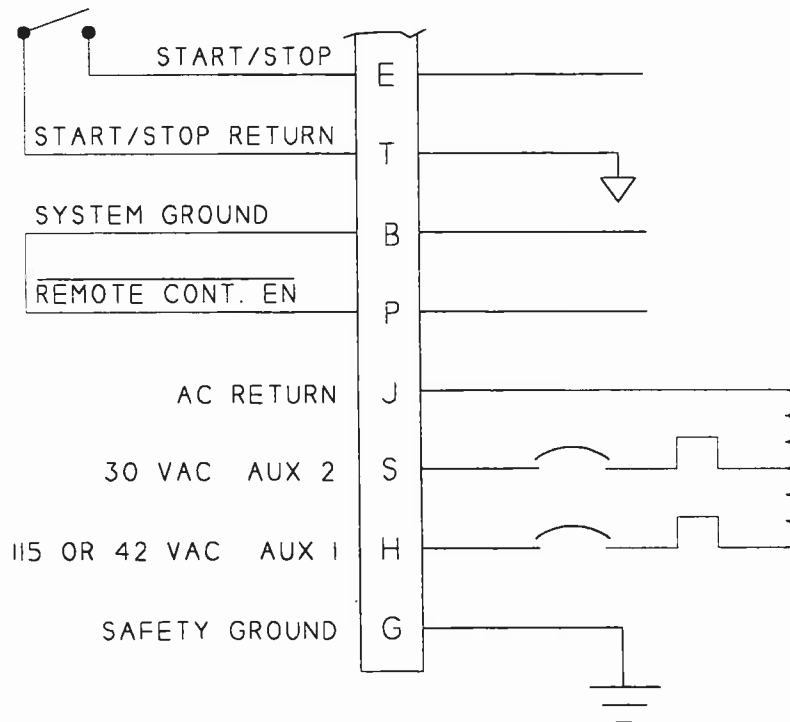 START/STOP E
START/STOP RETURN T
SYSTEM GROUND B
REMOTE CONT. EN P
AC RETURN J
30 VAC AUX 2 S
115 OR 42 VAC AUX 1 H
SAFETY GROUND G